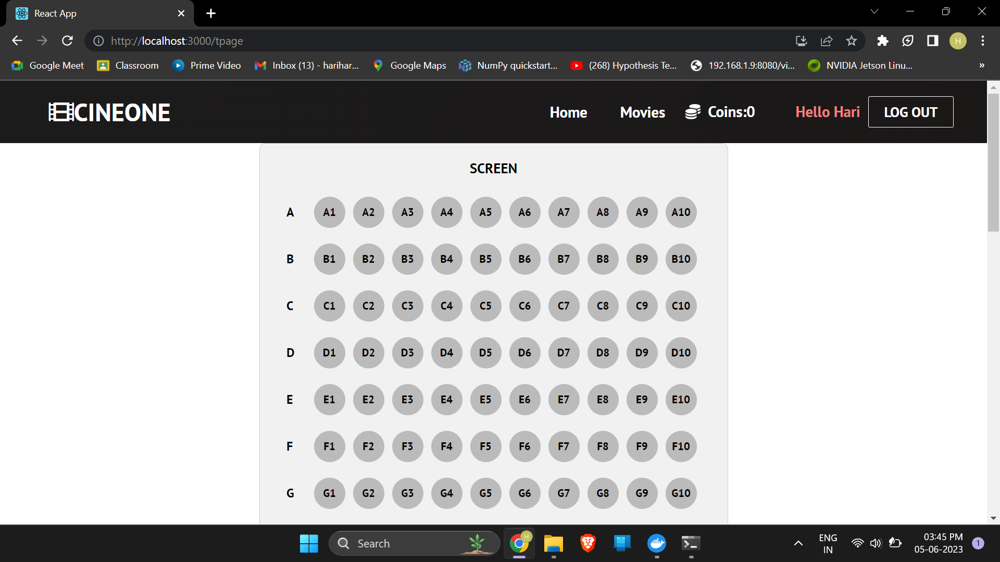 React App
http://localhost:3000/tpage
H
Google Meet
Classroom
Prime Video
Inbox (13) - harihar...
Google Maps
NumPy quickstart...
(268) Hypothesis Te...
192.168.1.9:8080/vi...
NVIDIA Jetson Linu...
»
CINEONE
Home
Movies
Coins:0
Hello Hari
LOG OUT
SCREEN
A A1 A2 A3 A4 A5 A6 A7 A8 A9 A10
B B1 B2 B3 B4 B5 B6 B7 B8 B9 B10
C C1 C2 C3 C4 C5 C6 C7 C8 C9 C10
D D1 D2 D3 D4 D5 D6 D7 D8 D9 D10
E E1 E2 E3 E4 E5 E6 E7 E8 E9 E10
F F1 F2 F3 F4 F5 F6 F7 F8 F9 F10
G G1 G2 G3 G4 G5 G6 G7 G8 G9 G10
Search
H
ENG
IN
03:45 PM
05-06-2023
1